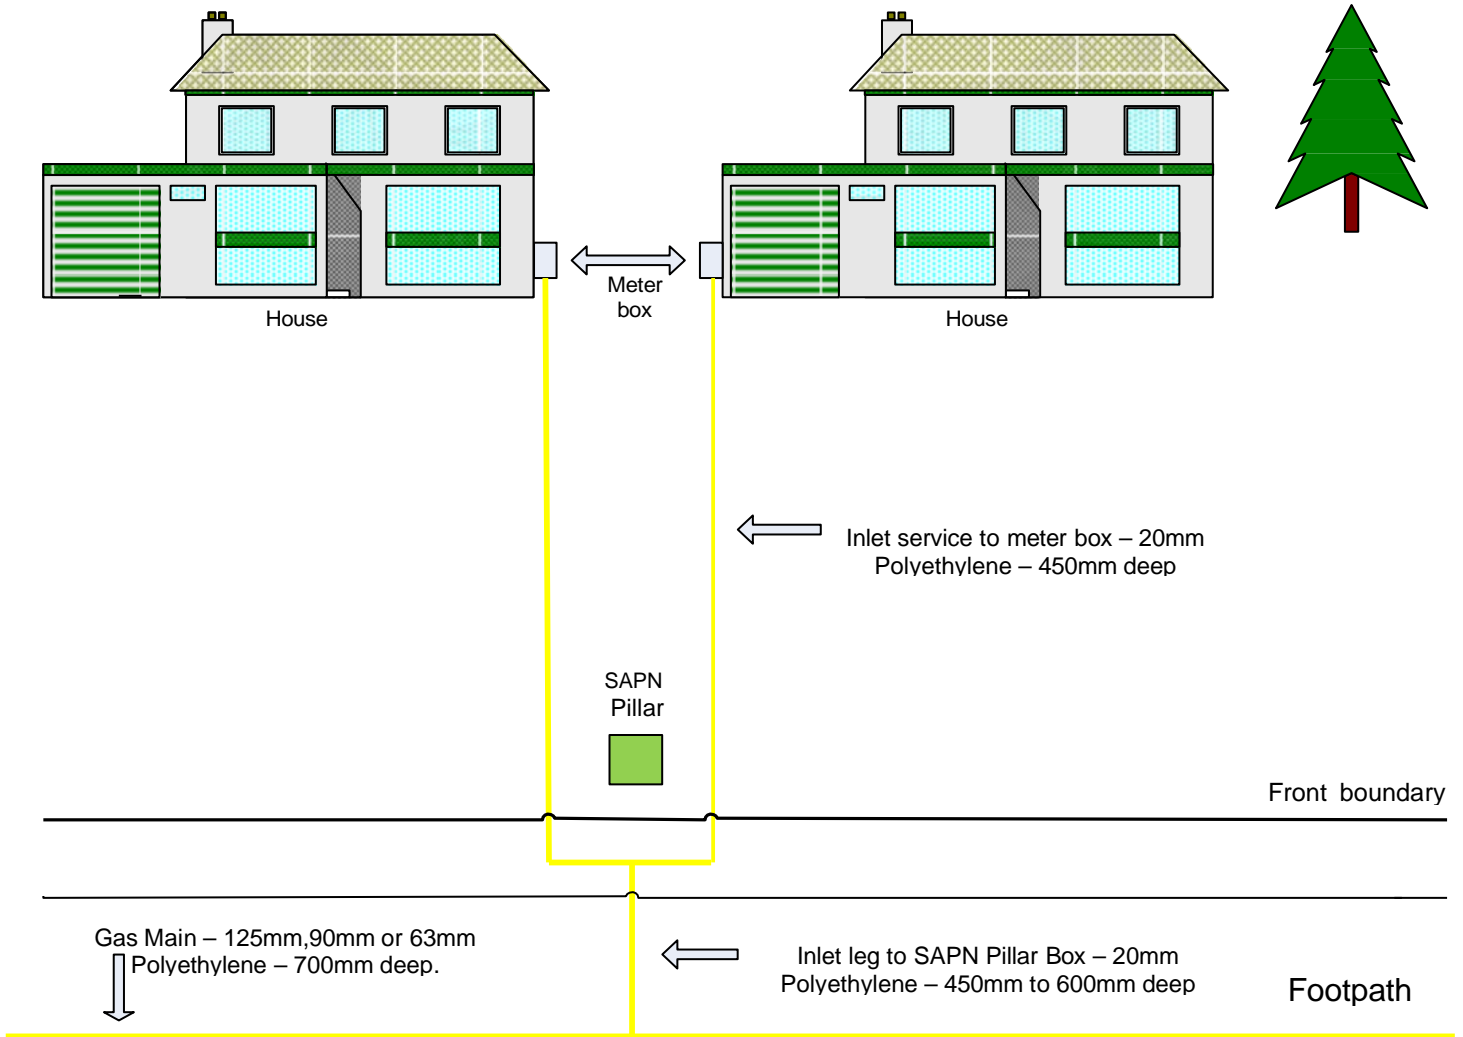 House
Meter
box
House
Inlet service to meter box – 20mm
Polyethylene – 450mm deep
SAPN
Pillar
Front boundary
Gas Main – 125mm,90mm or 63mm
Polyethylene – 700mm deep.
Inlet leg to SAPN Pillar Box – 20mm
Polyethylene – 450mm to 600mm deep
Footpath